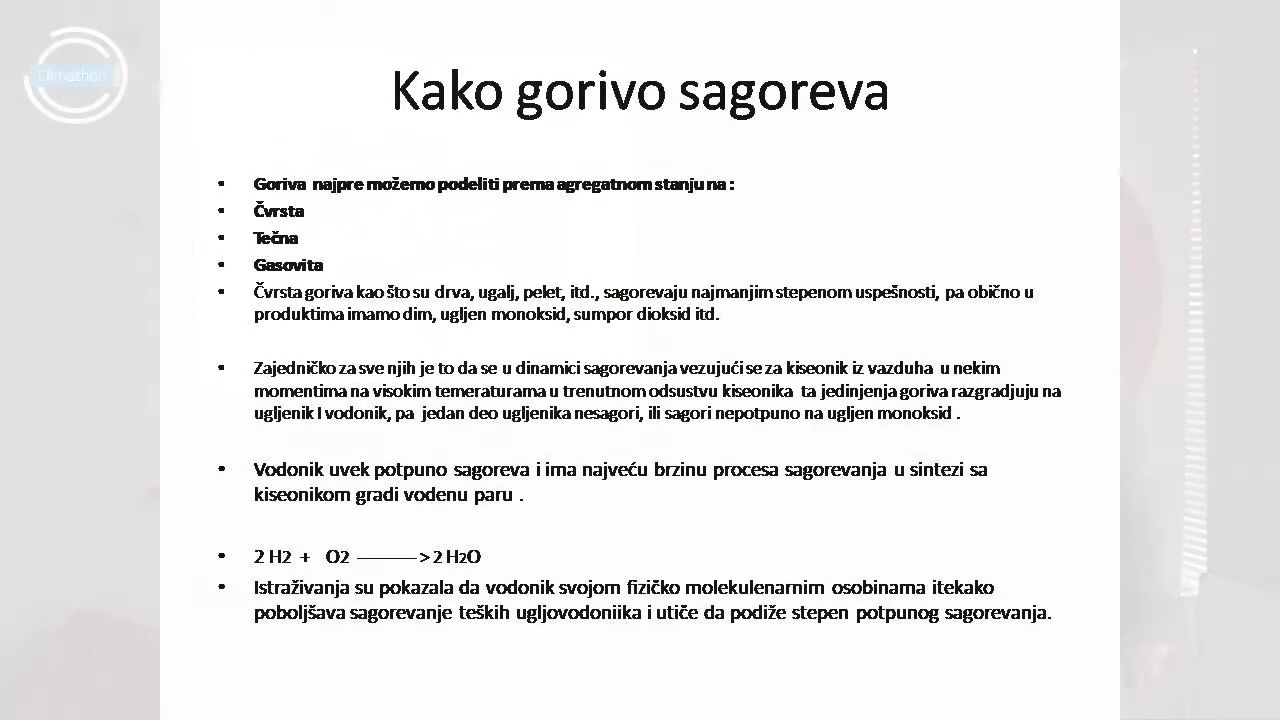 Climathon
Kako gorivo sagoreva
• Goriva najpre možemo podeliti prema agregatnom stanju na :
• Čvrsta
• Tečna
• Gasovita
• Čvrsta goriva kao što su drva, ugalj, pelet, itd., sagorevaju najmanjim stepenom uspešnosti, pa obično u
produktima imamo dim, ugljen monoksid, sumpor dioksid itd.
• Zajedničko za sve njih je to da se u dinamici sagorevanja vezujući se za kiseonik iz vazduha u nekim
momentima na visokim temeraturama u trenutnom odsustvu kiseonika ta jedinjenja goriva razgradjuju na
ugljenik I vodonik, pa jedan deo ugljenika nesagori, ili sagori nepotpuno na ugljen monoksid .
• Vodonik uvek potpuno sagoreva i ima najveću brzinu procesa sagorevanja u sintezi sa
kiseonikom gradi vodenu paru .
• 2 H2 + O2 ————> 2 H2O
• Istraživanja su pokazala da vodonik svojom fizičko molekulenarnim osobinama itekako
poboljšava sagorevanje teških ugljovodoniika i utiče da podiže stepen potpunog sagorevanja.